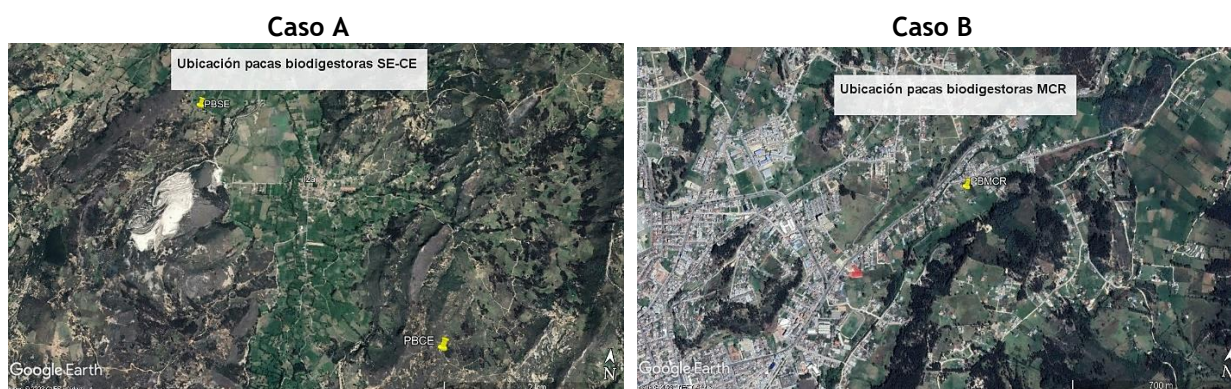 Caso A
Caso B
Ubicación pacas biodigestoras SE-CE
PBSE
PBCE
Google Earth
N
Ubicación pacas biodigestoras MCR
PBMCR
Google Earth
700 m